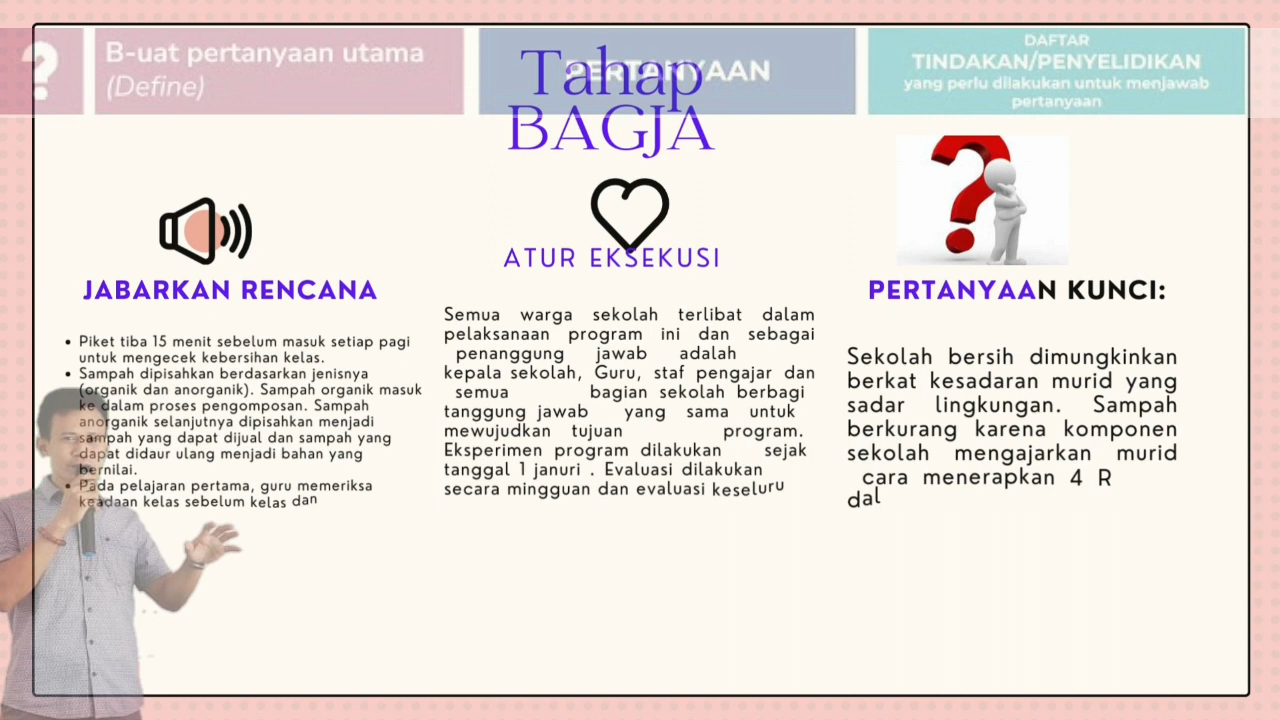 ?
B-uat pertanyaan utama
(Define)
PERTANYAAN
DAFTAR
TINDAKAN/PENYELIDIKAN
yang perlu dilakukan untuk menjawab
pertanyaan
Tahap
BAGJA
JABARKAN RENCANA
• Piket tiba 15 menit sebelum masuk setiap pagi
untuk mengecek kebersihan kelas.
• Sampah dipisahkan berdasarkan jenisnya
(organik dan anorganik). Sampah organik masuk
ke dalam proses pengomposan. Sampah
anorganik selanjutnya dipisahkan menjadi
sampah yang dapat dijual dan sampah yang
dapat didaur ulang menjadi bahan yang
bernilai.
• Pada pelajaran pertama, guru memeriksa
keadaan kelas sebelum kelas dan
ATUR EKSEKUSI
Semua warga sekolah terlibat dalam
pelaksanaan program ini dan sebagai
penanggung jawab adalah
kepala sekolah, Guru, staf pengajar dan
semua bagian sekolah berbagi
tanggung jawab yang sama untuk
mewujudkan tujuan program.
Eksperimen program dilakukan sejak
tanggal 1 januri . Evaluasi dilakukan
secara mingguan dan evaluasi keseluru
PERTANYAAN KUNCI:
Sekolah bersih dimungkinkan
berkat kesadaran murid yang
sadar lingkungan. Sampah
berkurang karena komponen
sekolah mengajarkan murid
cara menerapkan 4 R
dal